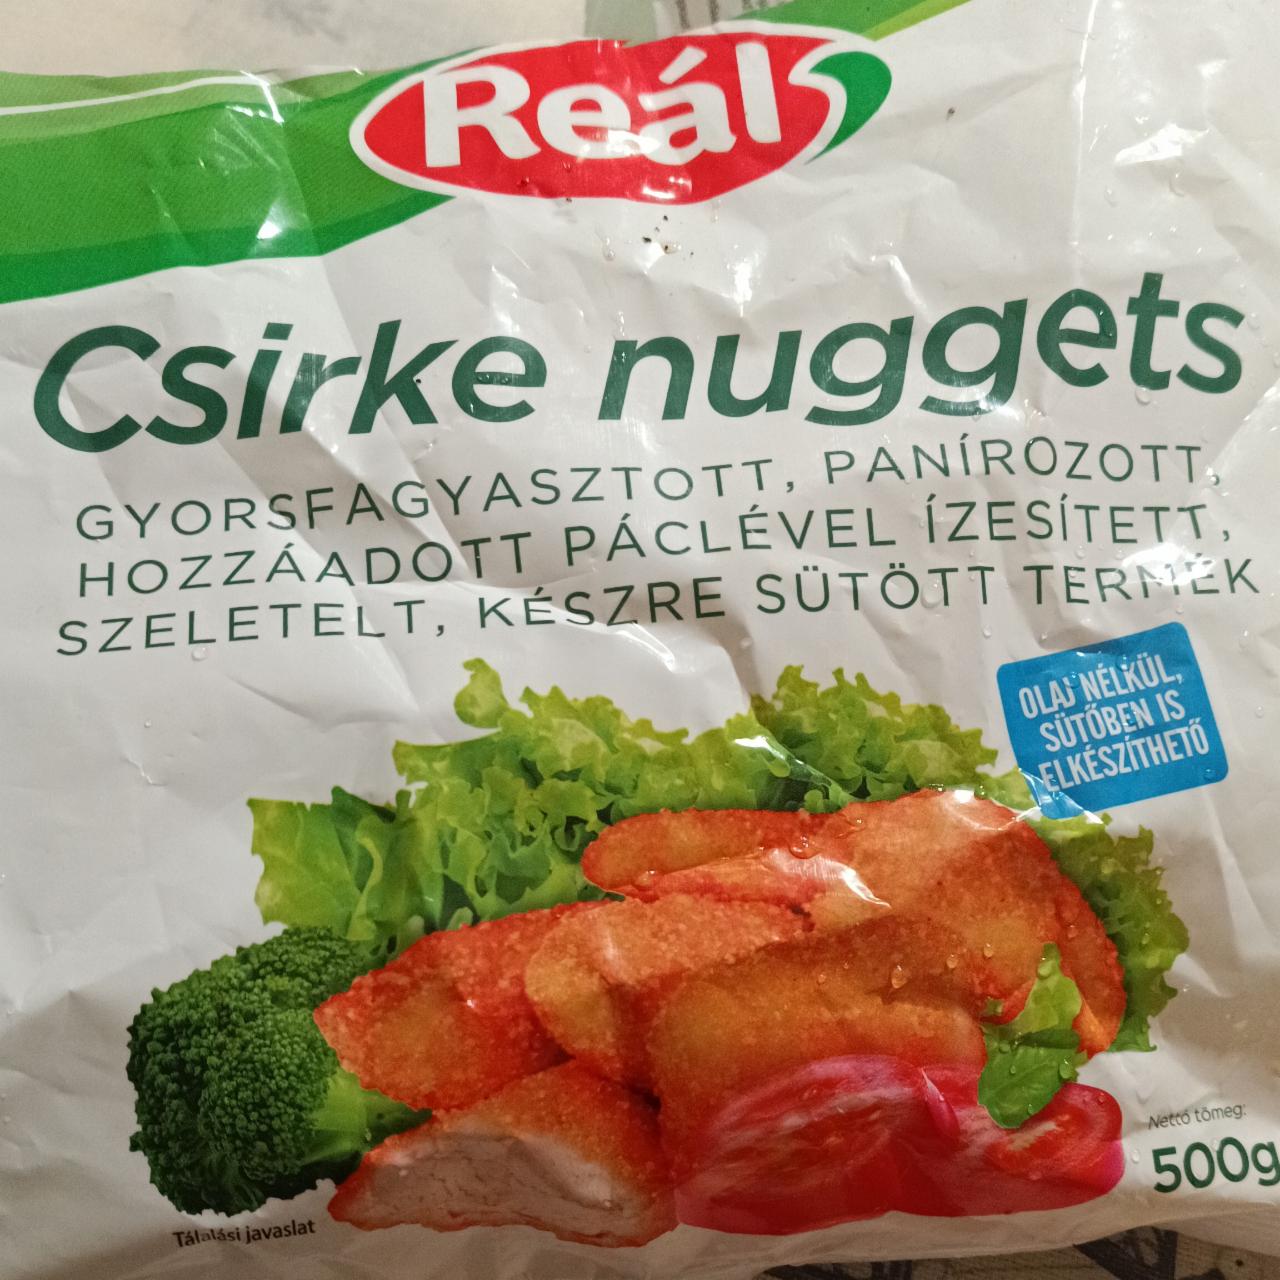 Reál
Csirke nuggets
GYORSFAGYASZTOTT, PANÍROZOTT,
HOZZÁADOTT PÁCLÉVEL ÍZESÍTETT,
SZELETELT, KÉSZRE SÜTÖTT TERMÉK
OLAJ NÉLKÜL,
SÜTŐBEN IS
ELKÉSZÍTHETŐ
Nettó tömeg:
500g
Tálalási javaslat